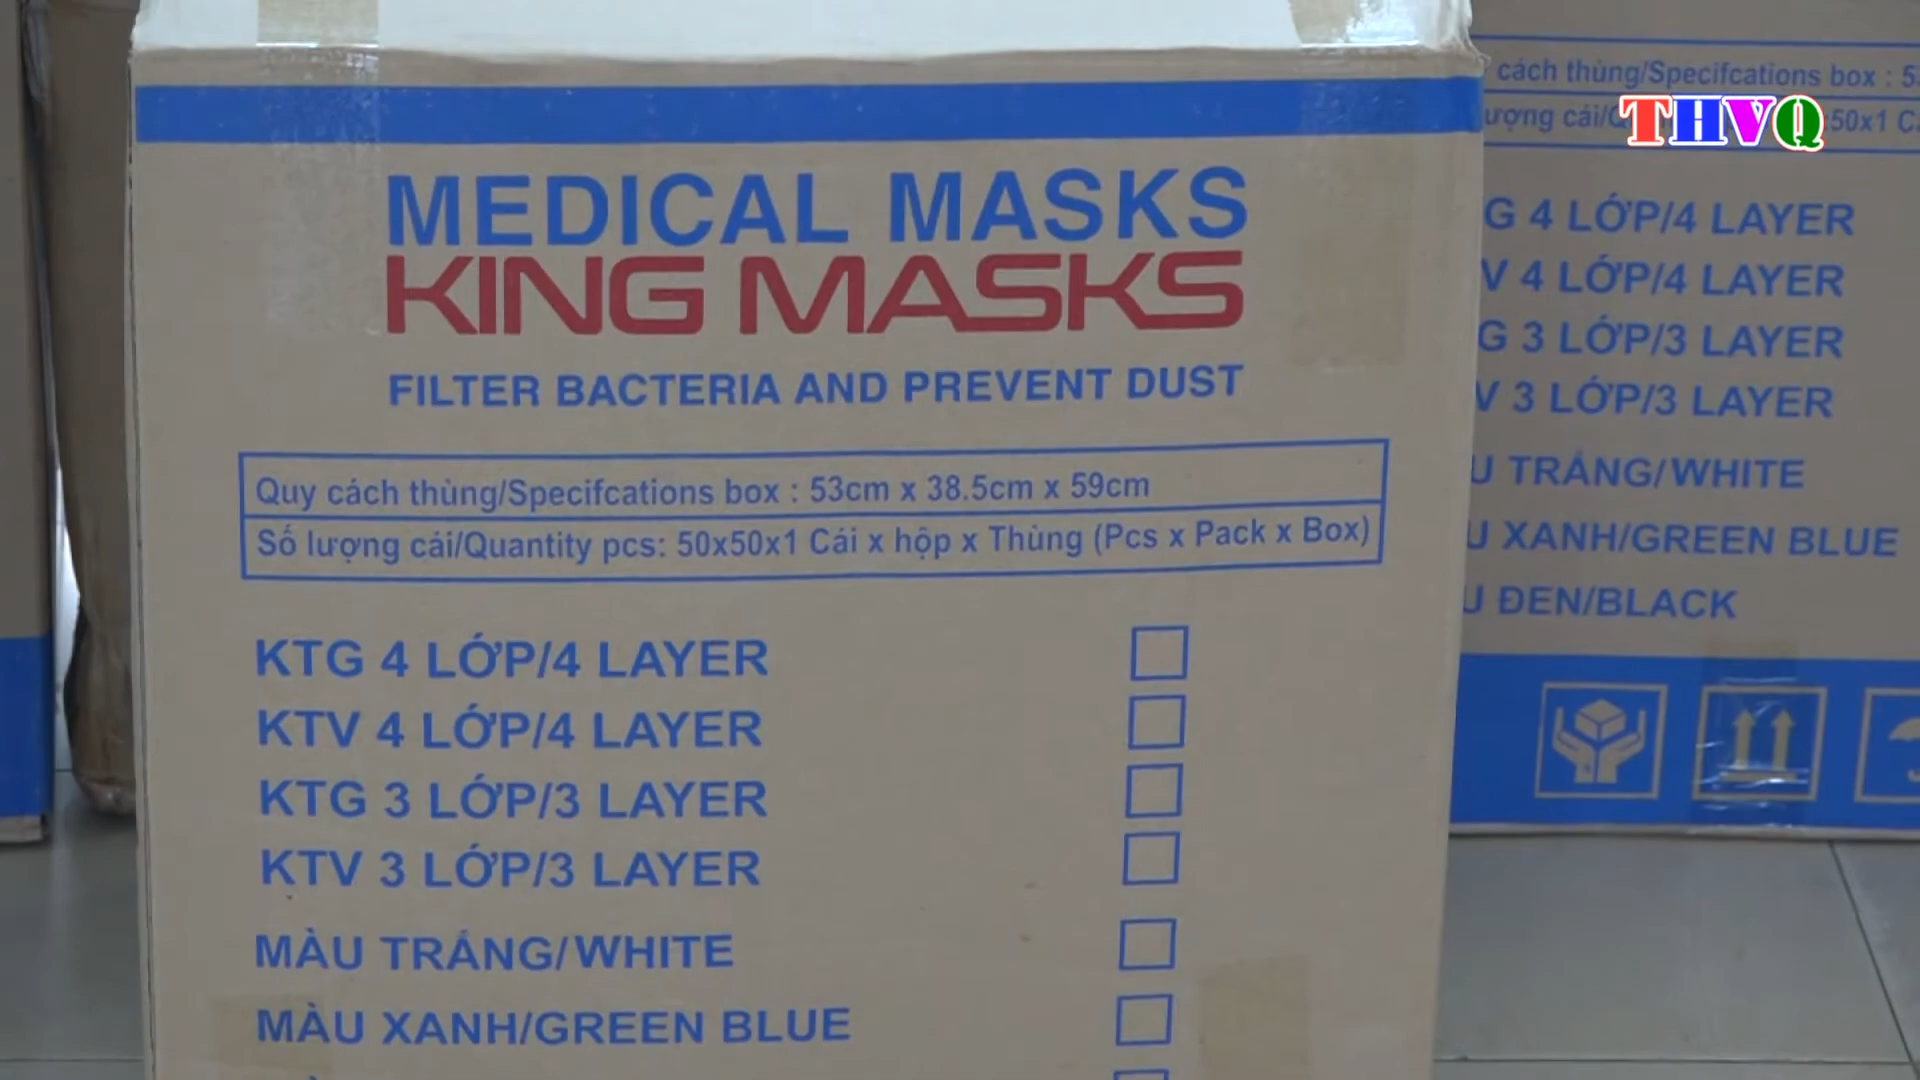 MEDICAL MASKS
KING MASKS
FILTER BACTERIA AND PREVENT DUST
Quy cách thùng/Specifcations box : 53cm x 38.5cm x 59cm
Số lượng cái/Quantity pcs: 50x50x1 Cái x hộp x Thùng (Pcs x Pack x Box)
KTG 4 LỚP/4 LAYER
KTV 4 LỚP/4 LAYER
KTG 3 LỚP/3 LAYER
KTV 3 LỚP/3 LAYER
MÀU TRẮNG/WHITE
MÀU XANH/GREEN BLUE
cách thùng/Specifcations box : 5
THVQ
ượng cái/Q 50x1 C
G 4 LỚP/4 LAYER
V 4 LỚP/4 LAYER
G 3 LỚP/3 LAYER
V 3 LỚP/3 LAYER
U TRẮNG/WHITE
U XANH/GREEN BLUE
U ĐEN/BLACK